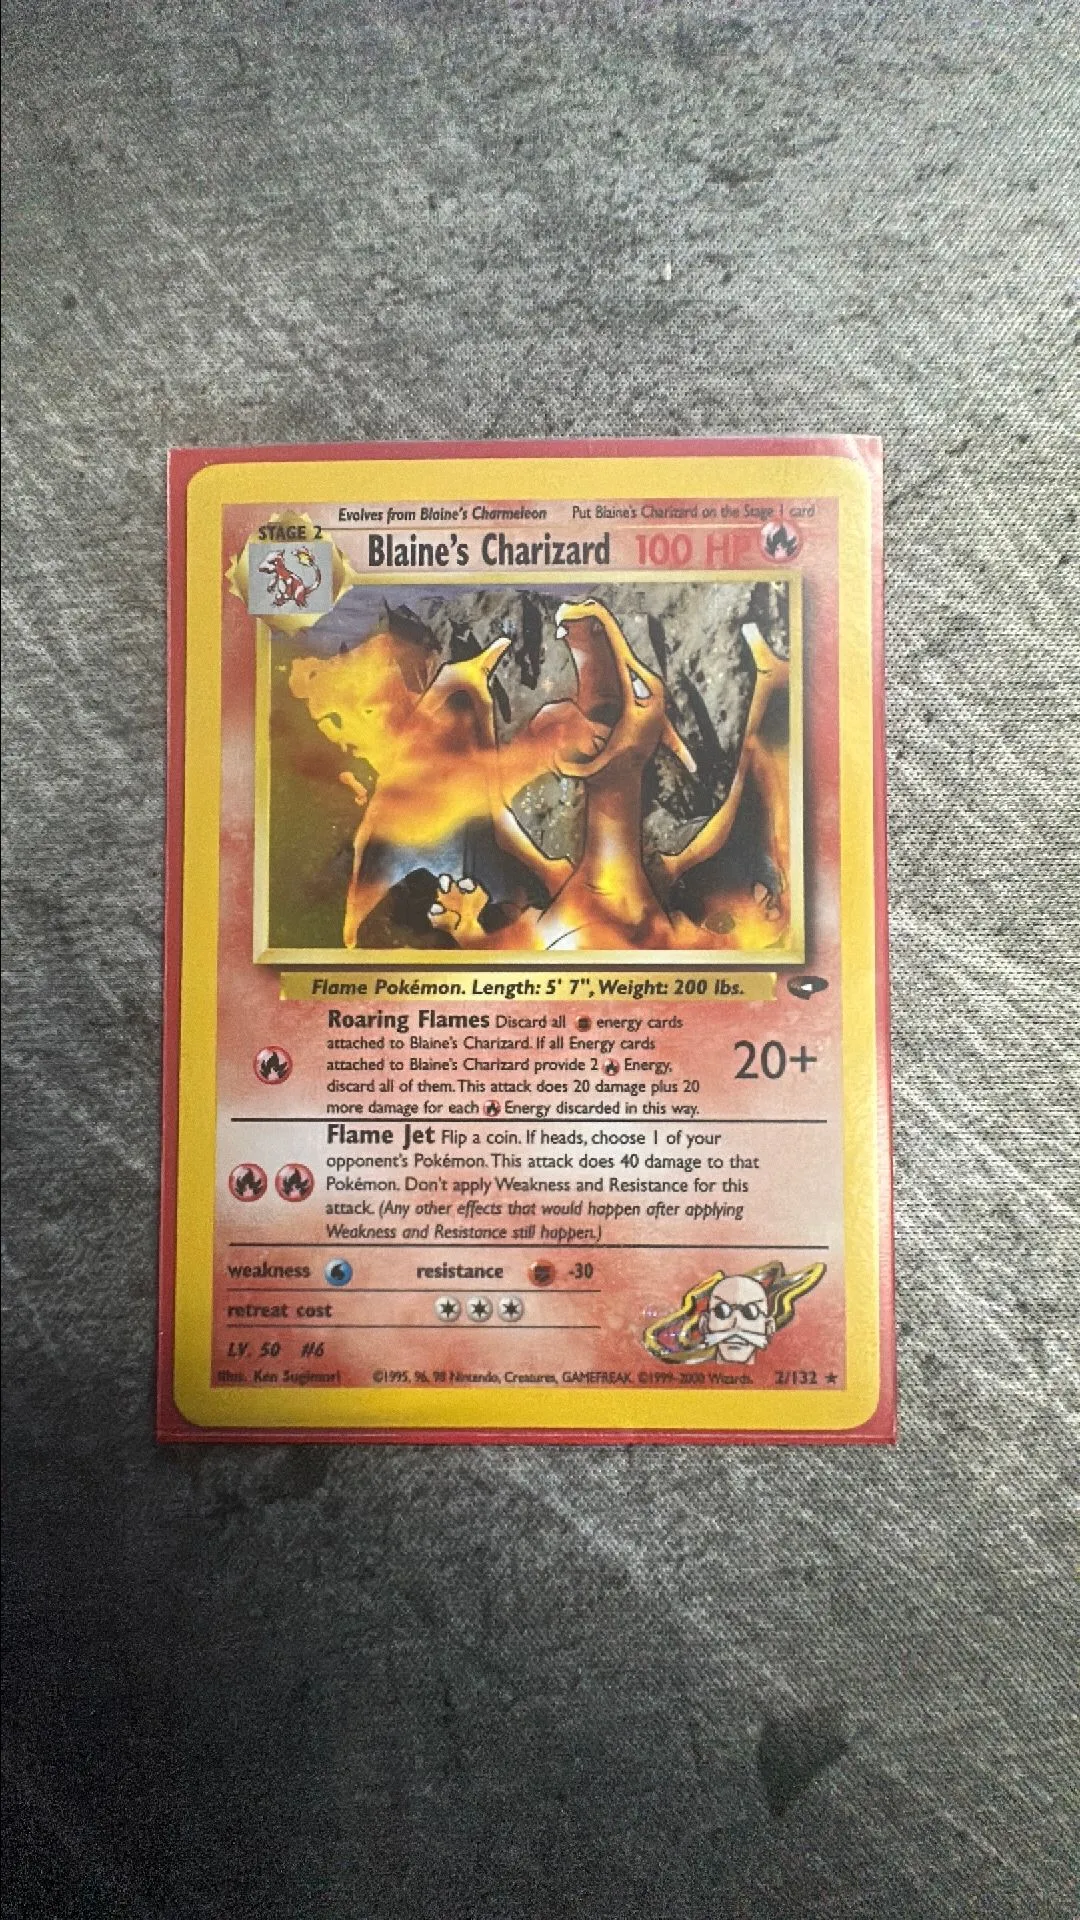 Evolves from Blaine's Charmeleon Put Blaine's Charizard on the Stage 1 card
STAGE 2
Blaine's Charizard 100 HP
Flame Pokémon. Length: 5' 7", Weight: 200 lbs.
Roaring Flames Discard all energy cards
attached to Blaine's Charizard. If all Energy cards
attached to Blaine's Charizard provide 2 Energy,
discard all of them. This attack does 20 damage plus 20
more damage for each Energy discarded in this way.
20+
Flame Jet Flip a coin. If heads, choose 1 of your
opponent's Pokémon. This attack does 40 damage to that
Pokémon. Don't apply Weakness and Resistance for this
attack. (Any other effects that would happen after applying
Weakness and Resistance still happen.)
weakness resistance -30
retreat cost
LV. 50 #6
Illus. Ken Sugimori ©1995, 96, 98 Nintendo, Creatures, GAMEFREAK. ©1999-2000 Wizards. 2/132 ★